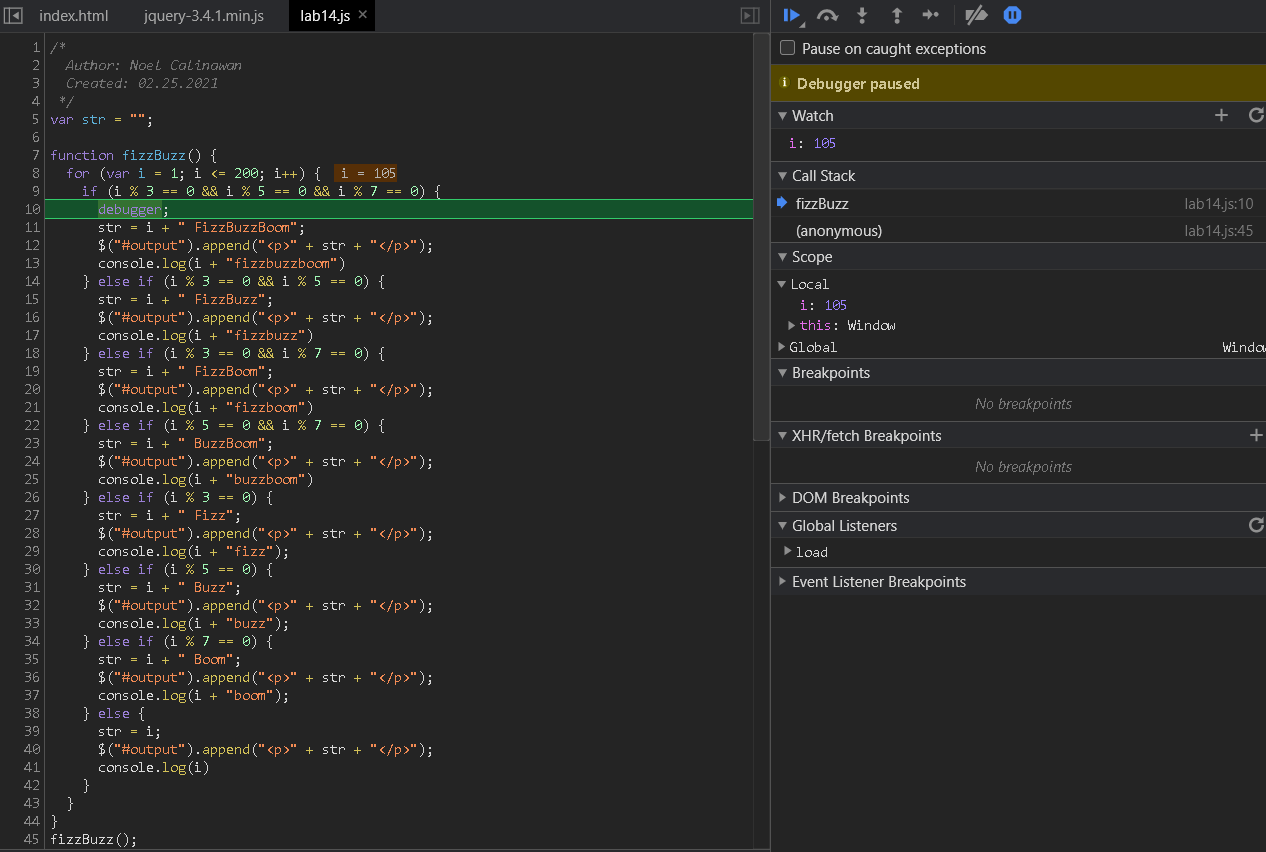 index.html jquery-3.4.1.min.js lab14.js ×
1 /*
2   Author: Noel Calinawan
3   Created: 02.25.2021
4  */
5 var str = "";
6
7 function fizzBuzz() {
8   for (var i = 1; i <= 200; i++) { i = 105
9     if (i % 3 == 0 && i % 5 == 0 && i % 7 == 0) {
10       debugger;
11       str = i + " FizzBuzzBoom";
12       $("#output").append("<p>" + str + "</p>");
13       console.log(i + "fizzbuzzboom")
14     } else if (i % 3 == 0 && i % 5 == 0) {
15       str = i + " FizzBuzz";
16       $("#output").append("<p>" + str + "</p>");
17       console.log(i + "fizzbuzz")
18     } else if (i % 3 == 0 && i % 7 == 0) {
19       str = i + " FizzBoom";
20       $("#output").append("<p>" + str + "</p>");
21       console.log(i + "fizzboom")
22     } else if (i % 5 == 0 && i % 7 == 0) {
23       str = i + " BuzzBoom";
24       $("#output").append("<p>" + str + "</p>");
25       console.log(i + "buzzboom")
26     } else if (i % 3 == 0) {
27       str = i + " Fizz";
28       $("#output").append("<p>" + str + "</p>");
29       console.log(i + "fizz");
30     } else if (i % 5 == 0) {
31       str = i + " Buzz";
32       $("#output").append("<p>" + str + "</p>");
33       console.log(i + "buzz");
34     } else if (i % 7 == 0) {
35       str = i + " Boom";
36       $("#output").append("<p>" + str + "</p>");
37       console.log(i + "boom");
38     } else {
39       str = i;
40       $("#output").append("<p>" + str + "</p>");
41       console.log(i)
42     }
43   }
44 }
45 fizzBuzz();
Pause on caught exceptions
Debugger paused
Watch
i: 105
Call Stack
fizzBuzz lab14.js:10
(anonymous) lab14.js:45
Scope
Local
i: 105
this: Window
Global Windo
Breakpoints
No breakpoints
XHR/fetch Breakpoints
No breakpoints
DOM Breakpoints
Global Listeners
load
Event Listener Breakpoints